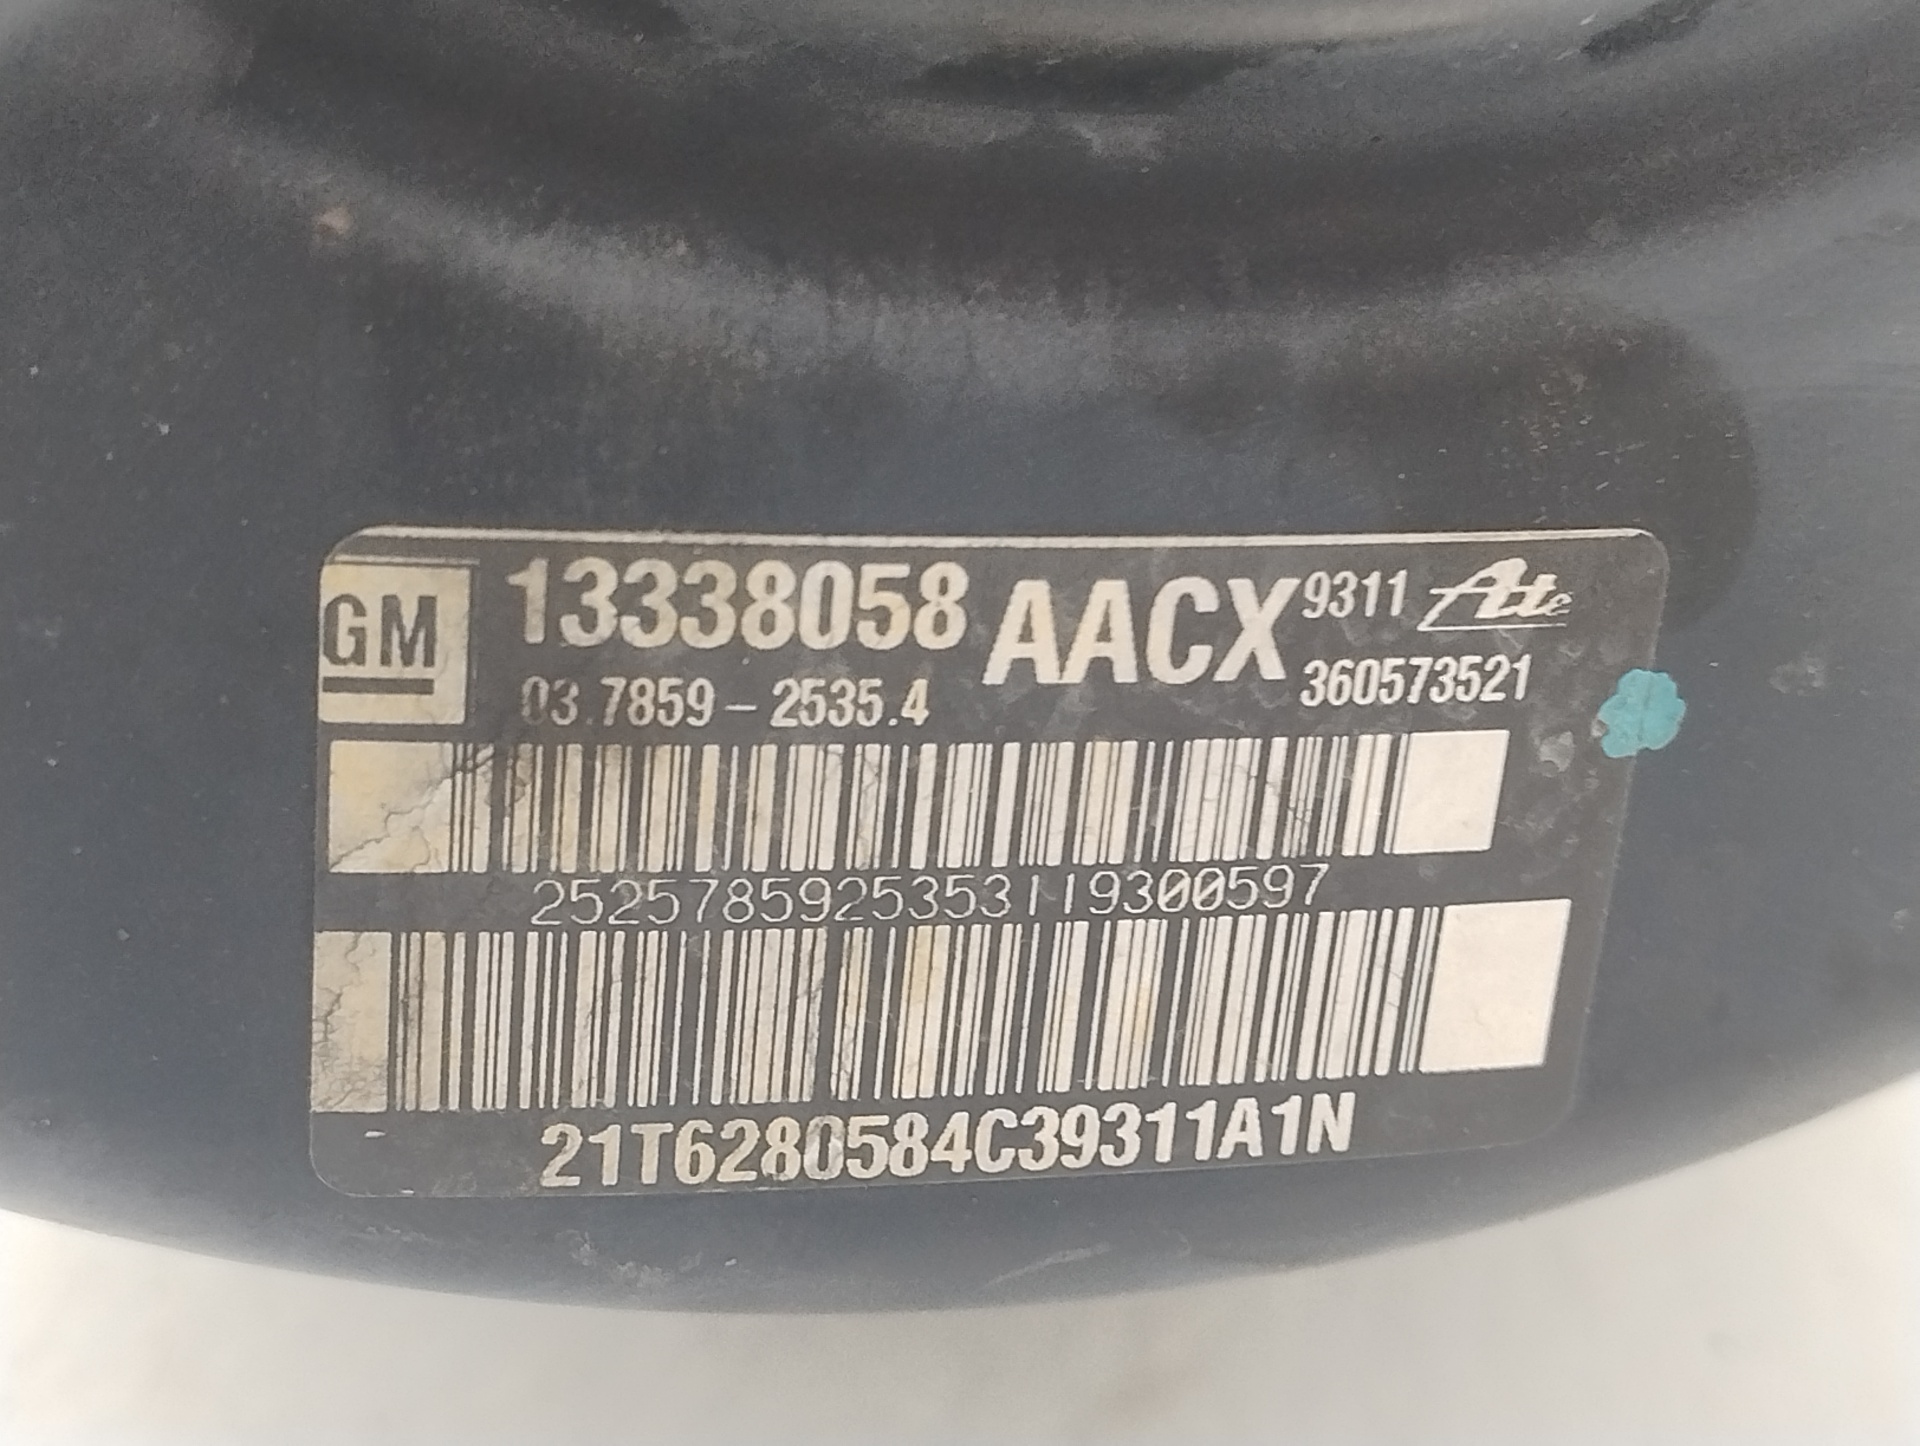 GM 13338058 AACX 9311 Ate
03.7859-2535.4 360573521
2525785925353119300597
21T6280584C39311A1N